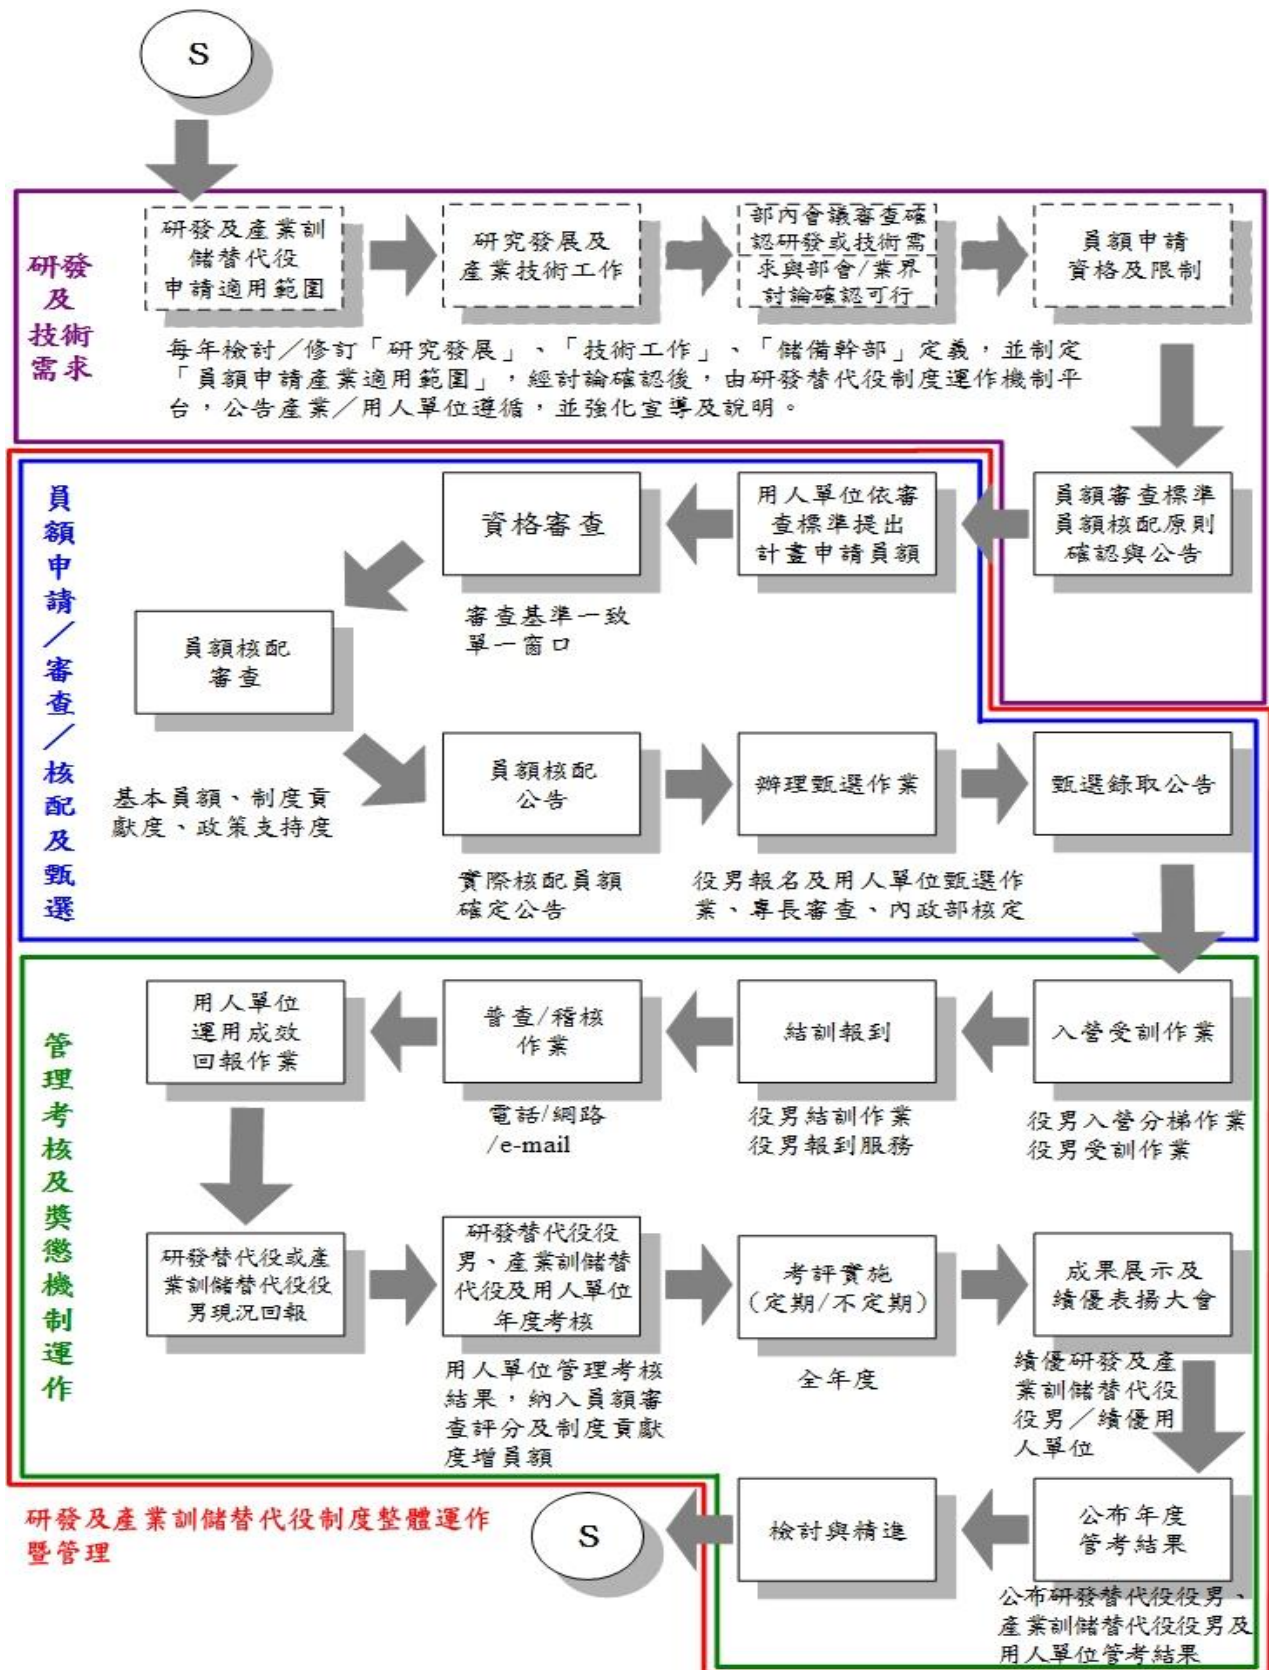 S
研發
及
技術
需求
研發及產業訓
儲替代役
申請適用範圍
研究發展及
產業技術工作
部內會議審查確
認研發或技術需
求與部會/業界
討論確認可行
員額申請
資格及限制
每年檢討／修訂「研究發展」、「技術工作」、「儲備幹部」定義，並制定
「員額申請產業適用範圍」，經討論確認後，由研發替代役制度運作機制平
台，公告產業／用人單位遵循，並強化宣導及說明。
員額審查標準
員額核配原則
確認與公告
用人單位依審
查標準提出
計畫申請員額
資格審查
審查基準一致
單一窗口
員額申請／審查／核配及甄選
員額核配
審查
基本員額、制度貢
獻度、政策支持度
員額核配
公告
實際核配員額
確定公告
辦理甄選作業
役男報名及用人單位甄選作
業、專長審查、內政部核定
甄選錄取公告
管理考核及獎懲機制運作
入營受訓作業
役男入營分梯作業
役男受訓作業
結訓報到
役男結訓作業
役男報到服務
普查/稽核
作業
電話/網路
/e-mail
用人單位
運用成效
回報作業
研發替代役或產
業訓儲替代役役
男現況回報
研發替代役役
男、產業訓儲替
代役及用人單位
年度考核
用人單位管理考核
結果，納入員額審
查評分及制度貢獻
度增員額
考評實施
(定期/不定期)
全年度
成果展示及
績優表揚大會
績優研發及產
業訓儲替代役
役男／績優用
人單位
公布年度
管考結果
公布研發替代役役男、
產業訓儲替代役役男及
用人單位管考結果
檢討與精進
S
研發及產業訓儲替代役制度整體運作
暨管理